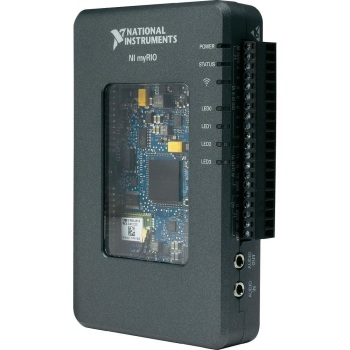 NATIONAL
INSTRUMENTS
NI myRIO
POWER
STATUS
LED0
LED1
LED2
LED3